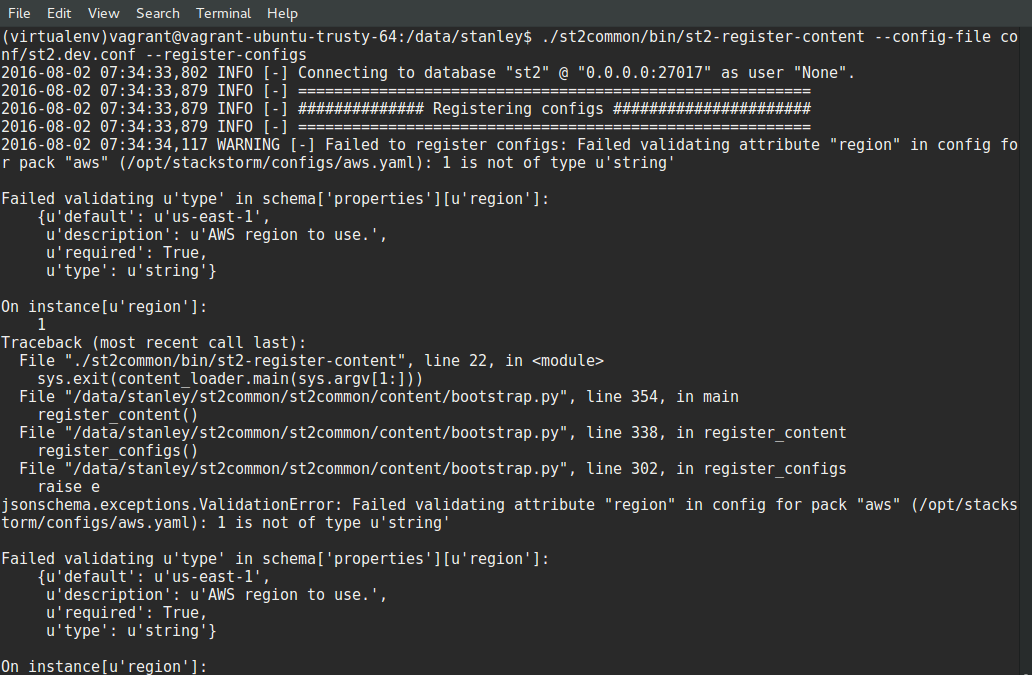 File Edit View Search Terminal Help
(virtualenv)vagrant@vagrant-ubuntu-trusty-64:/data/stanley$ ./st2common/bin/st2-register-content --config-file co
nf/st2.dev.conf --register-configs
2016-08-02 07:34:33,802 INFO [-] Connecting to database "st2" @ "0.0.0.0:27017" as user "None".
2016-08-02 07:34:33,879 INFO [-] =========================================================
2016-08-02 07:34:33,879 INFO [-] ############## Registering configs ######################
2016-08-02 07:34:33,879 INFO [-] =========================================================
2016-08-02 07:34:34,117 WARNING [-] Failed to register configs: Failed validating attribute "region" in config fo
r pack "aws" (/opt/stackstorm/configs/aws.yaml): 1 is not of type u'string'

Failed validating u'type' in schema['properties'][u'region']:
    {u'default': u'us-east-1',
     u'description': u'AWS region to use.',
     u'required': True,
     u'type': u'string'}

On instance[u'region']:
    1
Traceback (most recent call last):
  File "./st2common/bin/st2-register-content", line 22, in <module>
    sys.exit(content_loader.main(sys.argv[1:]))
  File "/data/stanley/st2common/st2common/content/bootstrap.py", line 354, in main
    register_content()
  File "/data/stanley/st2common/st2common/content/bootstrap.py", line 338, in register_content
    register_configs()
  File "/data/stanley/st2common/st2common/content/bootstrap.py", line 302, in register_configs
    raise e
jsonschema.exceptions.ValidationError: Failed validating attribute "region" in config for pack "aws" (/opt/stacks
torm/configs/aws.yaml): 1 is not of type u'string'

Failed validating u'type' in schema['properties'][u'region']:
    {u'default': u'us-east-1',
     u'description': u'AWS region to use.',
     u'required': True,
     u'type': u'string'}

On instance[u'region']: